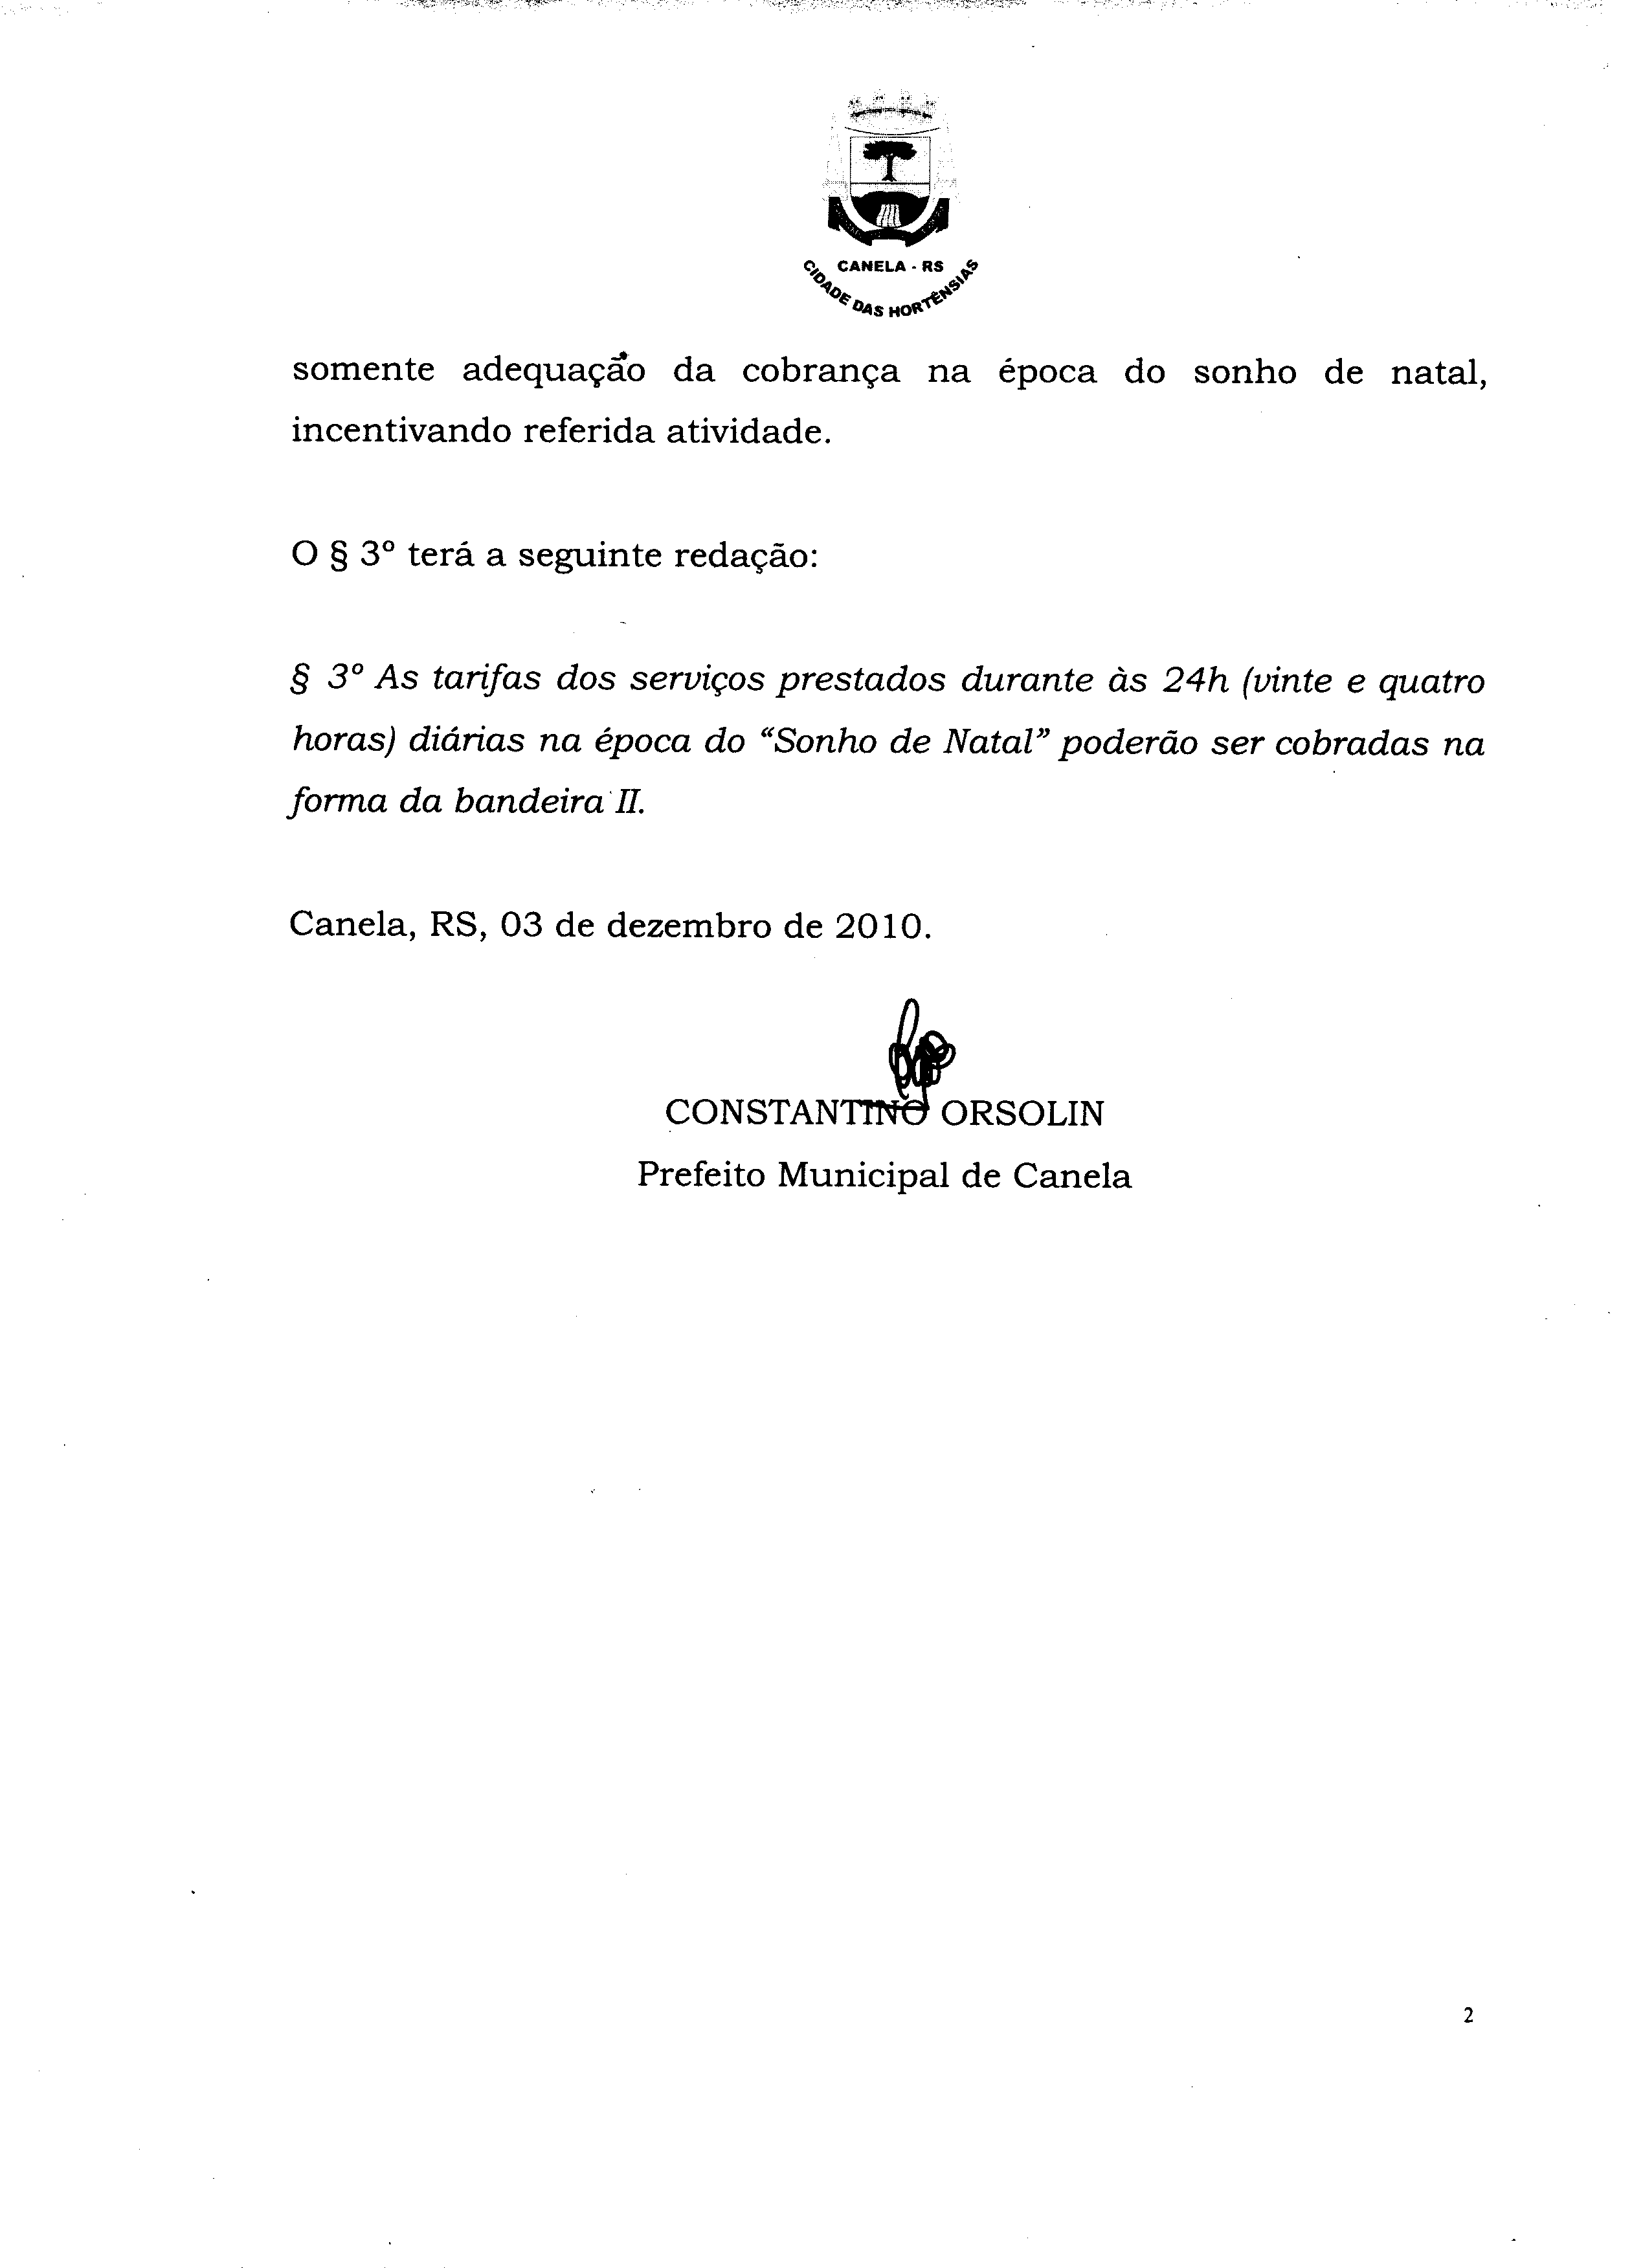 CANELA - RS
CIDADE DAS HORTÊNSIAS
somente adequação da cobrança na época do sonho de natal,
incentivando referida atividade.
O § 3º terá a seguinte redação:
§ 3º As tarifas dos serviços prestados durante às 24h (vinte e quatro
horas) diárias na época do “Sonho de Natal” poderão ser cobradas na
forma da bandeira II.
Canela, RS, 03 de dezembro de 2010.
CONSTANTINO ORSOLIN
Prefeito Municipal de Canela
2